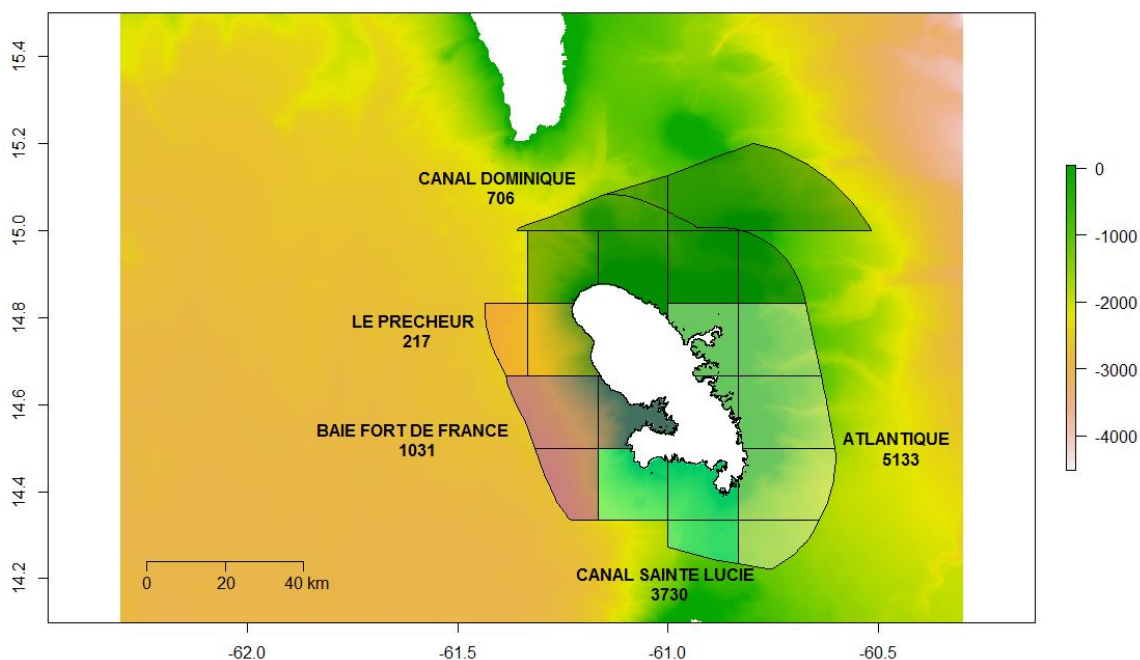 15.4
15.2
15.0
14.8
14.6
14.4
14.2
CANAL DOMINIQUE
706
LE PRECHEUR
217
BAIE FORT DE FRANCE
1031
ATLANTIQUE
5133
CANAL SAINTE LUCIE
3730
0 20 40 km
-62.0 -61.5 -61.0 -60.5
0
-1000
-2000
-3000
-4000